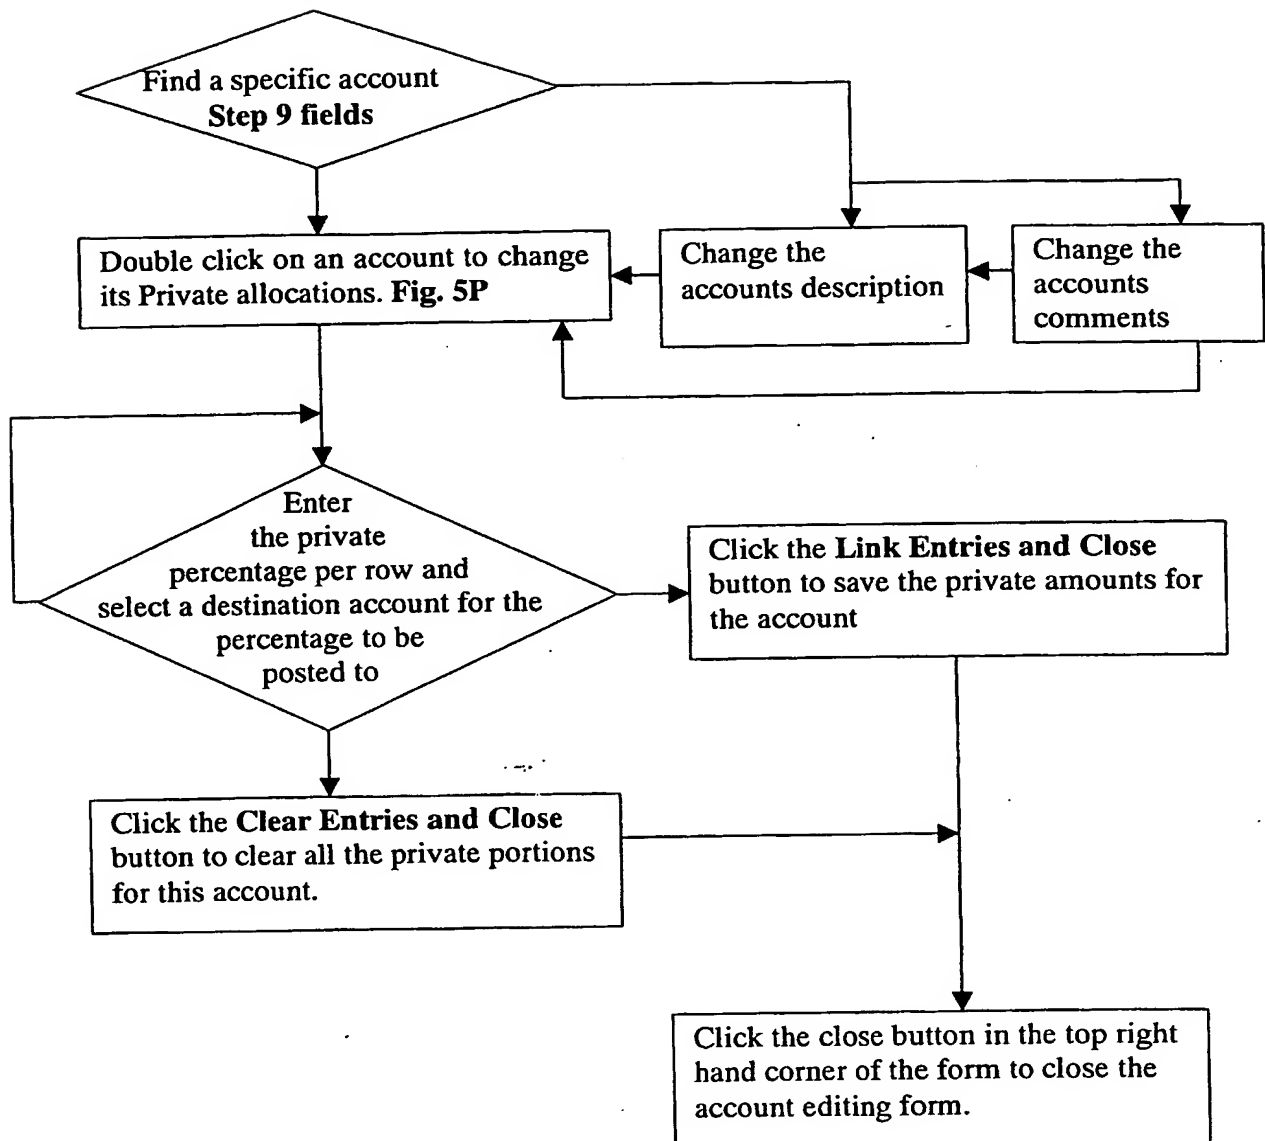 Find a specific account
Step 9 fields
Double click on an account to change
its Private allocations. Fig. 5P
Change the
accounts description
Change the
accounts
comments
Enter
the private
percentage per row and
select a destination account for the
percentage to be
posted to
Click the Link Entries and Close
button to save the private amounts for
the account
Click the Clear Entries and Close
button to clear all the private portions
for this account.
Click the close button in the top right
hand corner of the form to close the
account editing form.